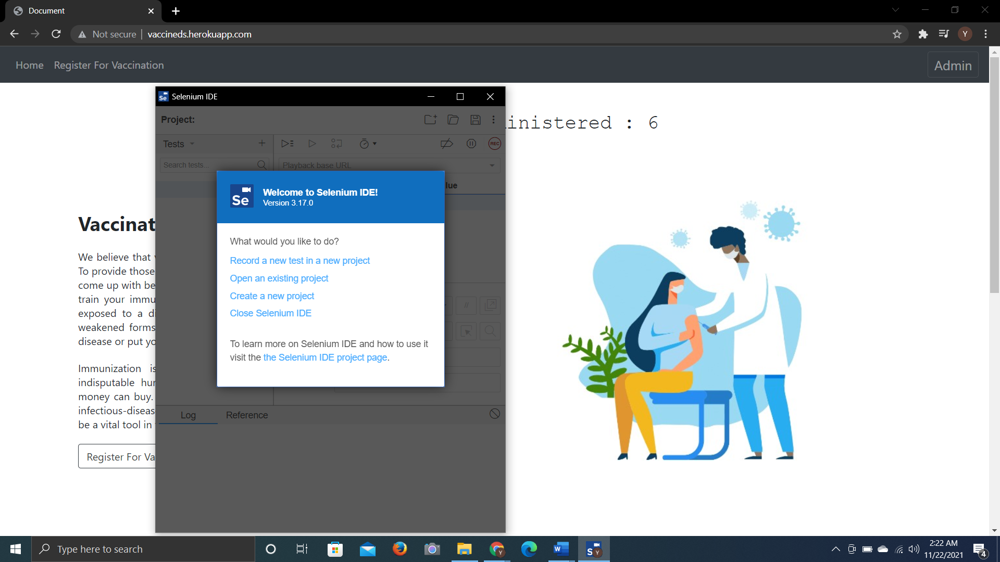 Document
Not secure
vaccineds.herokuapp.com
Y
Home
Register For Vaccination
Admin
Se
Selenium IDE
Project:
inistered : 6
Tests
REC
Search tests...
Playback base URL
lue
Se
Welcome to Selenium IDE!
Version 3.17.0
What would you like to do?
Record a new test in a new project
Open an existing project
Create a new project
Close Selenium IDE
To learn more on Selenium IDE and how to use it
visit the the Selenium IDE project page.
//
Vaccinat
We believe that
To provide those
come up with be
train your immu
exposed to a di
weakened forms
disease or put yo
Immunization is
indisputable hur
money can buy.
infectious-diseas
be a vital tool in
Register For Va
Log
Reference
Type here to search
Y
W
S
Y
2:22 AM
11/22/2021
4